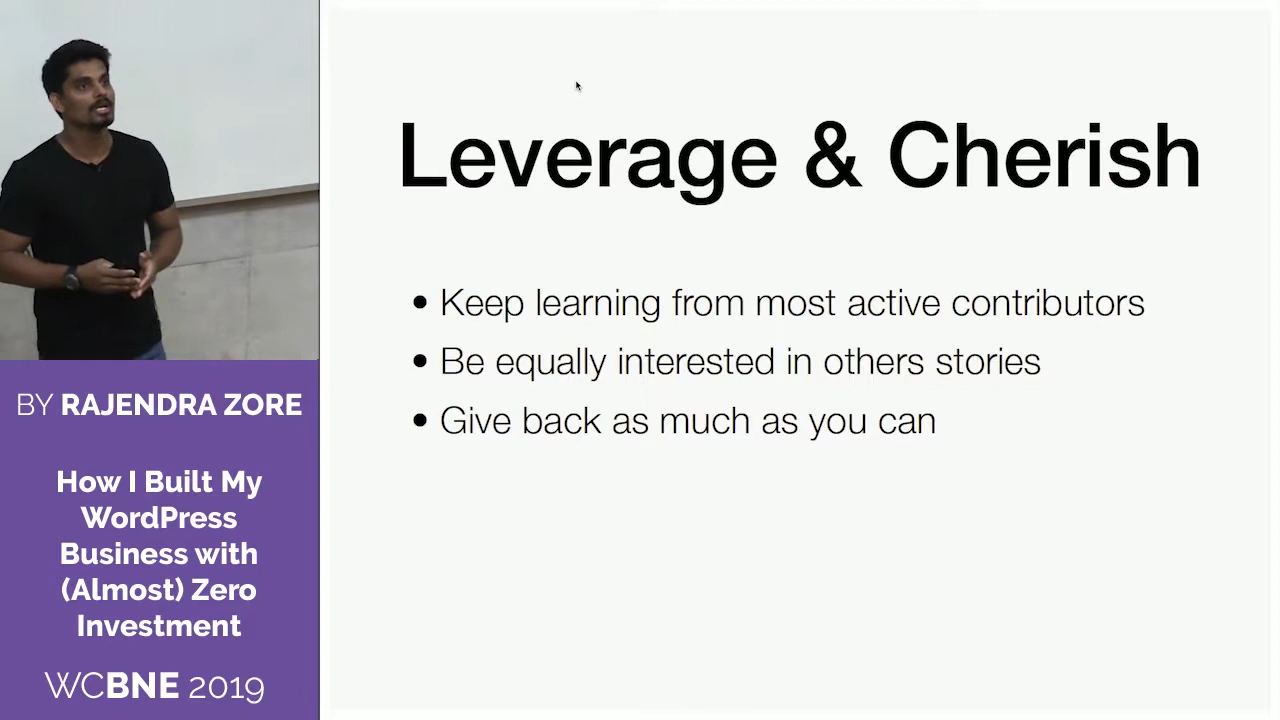 Leverage & Cherish
• Keep learning from most active contributors
• Be equally interested in others stories
• Give back as much as you can
BY RAJENDRA ZORE
How I Built My
WordPress
Business with
(Almost) Zero
Investment
WCBNE 2019